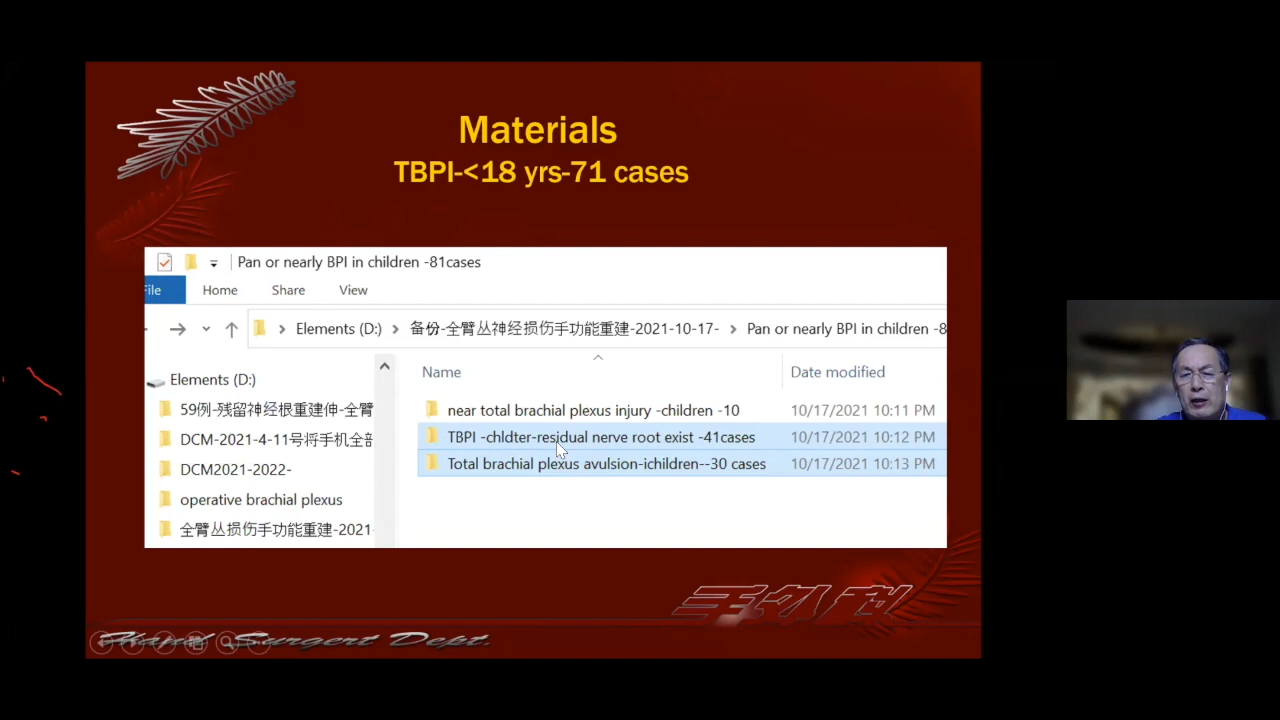 Materials
TBPI-<18 yrs-71 cases
Pan or nearly BPI in children -81cases
File
Home
Share
View
Elements (D:)
备份-全臂丛神经损伤手功能重建-2021-10-17-
Pan or nearly BPI in children -8
Name
Date modified
Elements (D:)
59例-残留神经根重建伸-全臂
DCM-2021-4-11号将手机全部
DCM2021-2022-
operative brachial plexus
全臂丛损伤手功能重建-2021-
near total brachial plexus injury -children -10
10/17/2021 10:11 PM
TBPI -chldter-residual nerve root exist -41cases
10/17/2021 10:12 PM
Total brachial plexus avulsion-ichildren--30 cases
10/17/2021 10:13 PM
手外科
Hand Surgert Dept.